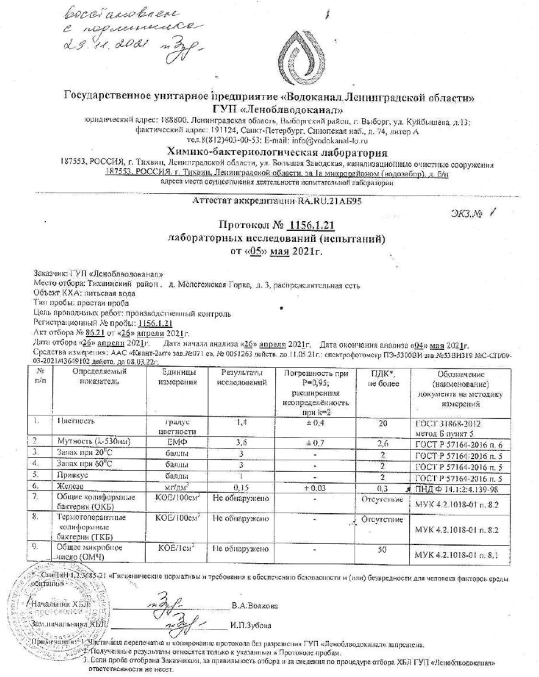 восстановлен
с подлинника
29.11.2021
Государственное унитарное предприятие «Водоканал Ленинградской области»
ГУП «Леноблводоканал»
юридический адрес: 188800, Ленинградская область, Выборгский район, г. Выборг, ул. Куйбышева, д.13;
фактический адрес: 191124, Санкт-Петербург, Синопская наб., д. 74, литер А
тел.8(812)403-00-53; E-mail: info@vodokanal-lo.ru
Химико-бактериологическая лаборатория
187553, РОССИЯ, г. Тихвин, Ленинградской области, ул. Большая Заводская, канализационные очистные сооружения
187553, РОССИЯ, г. Тихвин, Ленинградской области, за 1а микрорайоном (водозабор), д. б/н
адреса места осуществления деятельности испытательной лаборатории
Аттестат аккредитации RA.RU.21АБ95
ЭКЗ.№ 1
Протокол № 1156.1.21
лабораторных исследований (испытаний)
от «05» мая 2021г.
Заказчик: ГУП «Леноблводоканал»
Место отбора: Тихвинский район, д. Мелегежская Горка, д. 3, распределительная сеть
Объект КХА: питьевая вода
Тип пробы: простая проба
Цель проводимых работ: производственный контроль
Регистрационный № пробы: 1156.1.21
Акт отбора № 86.21 от «26» апреля 2021г.
Дата отбора «26» апреля 2021г. Дата начала анализа «26» апреля 2021г. Дата окончания анализа «04» мая 2021г.
Средства измерения: ААС «Квант-2мт» зав.№071 св. № 0051263 действ. до 11.05.21г.; спектрофотометр ПЭ-5300ВИ
03-2021/43609102 действ. до 08.03.22г.
№ п/п Определяемый показатель Единицы измерения Результаты исследований Погрешность при Р=0,95; расширенная неопределённость при k=2 ПДК*, не более Обозначение (наименование) документа на методику измерений
1. Цветность градус цветности 1,4 ± 0,4 20 ГОСТ 31868-2012 метод Б пункт 5
2. Мутность (λ-530нм) ЕМФ 3,6 ± 0,7 2,6 ГОСТ Р 57164-2016 п. 6
3. Запах при 20⁰С баллы 3 - 2 ГОСТ Р 57164-2016 п. 5
4. Запах при 60⁰С баллы 3 - 2 ГОСТ Р 57164-2016 п. 5
5. Привкус баллы 1 - 2 ГОСТ Р 57164-2016 п. 5
6. Железо мг/дм³ 0,15 ± 0.03 0,3 ПНД Ф 14.1:2:4.139-98
7. Общие колиформные бактерии (ОКБ) КОЕ/100см³ Не обнаружено - Отсутствие МУК 4.2.1018-01 п. 8.2
8. Термотолерантные колиформные бактерии (ТКБ) КОЕ/100см³ Не обнаружено - Отсутствие МУК 4.2.1018-01 п. 8.2
9. Общее микробное число (ОМЧ) КОЕ/1см³ Не обнаружено - 50 МУК 4.2.1018-01 п. 8.1
* - СанПиН 1.2.3685-21 «Гигиенические нормативы и требования к обеспечению безопасности и (или) безвредности для человека факторов среды
обитания»
Начальник ХБЛ В.А.Волкова
Зам.начальника ХБЛ И.П.Зубова
Примечание: 1. Частичная перепечатка и копирование протокола без разрешения ГУП «Леноблводоканал» запрещена.
2. Полученные результаты относятся только к указанным в Протоколе пробам.
3. Если проба отобрана Заказчиком, за правильность отбора и за сведения по процедуре отбора ХБЛ ГУП «Леноблводоканал»
ответственности не несет.